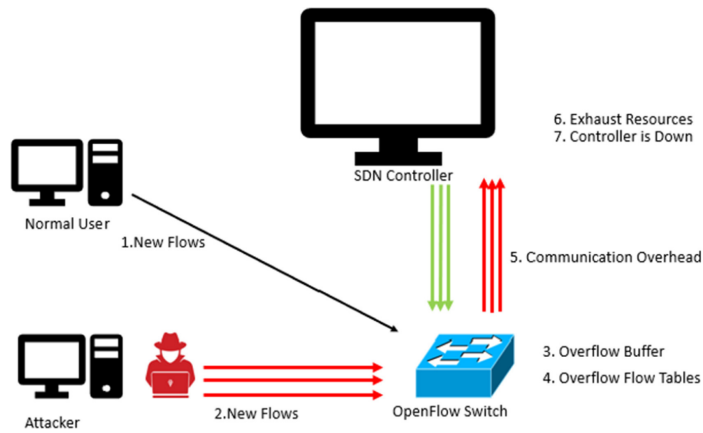 6. Exhaust Resources
7. Controller is Down
SDN Controller
Normal User
1.New Flows
5. Communication Overhead
3. Overflow Buffer
4. Overflow Flow Tables
2.New Flows
OpenFlow Switch
Attacker